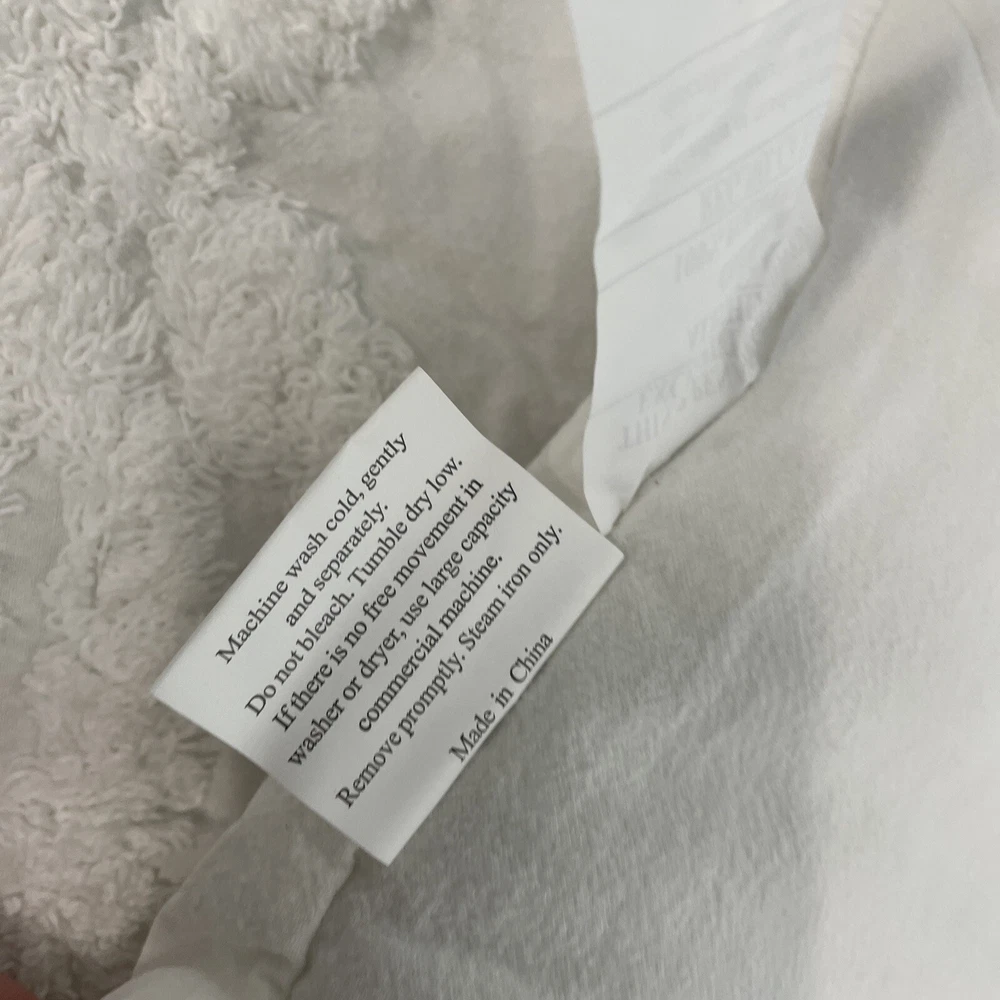 Machine wash cold, gently
and separately.
Do not bleach. Tumble dry low.
If there is no free movement in
washer or dryer, use large capacity
commercial machine.
Remove promptly. Steam iron only.
Made in China